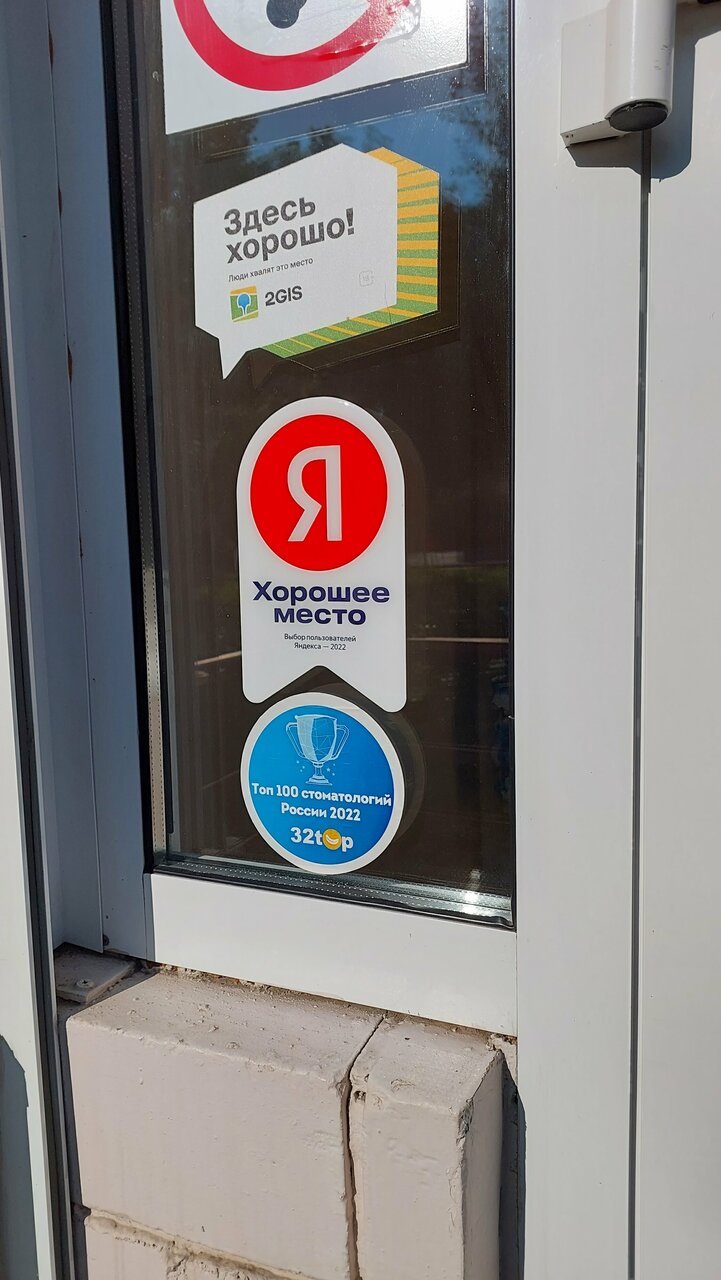 Здесь
хорошо!
Люди хвалят это место
2GIS
Я
Хорошее
место
Выбор пользователей
Яндекса — 2022
Топ 100 стоматологий
России 2022
32top